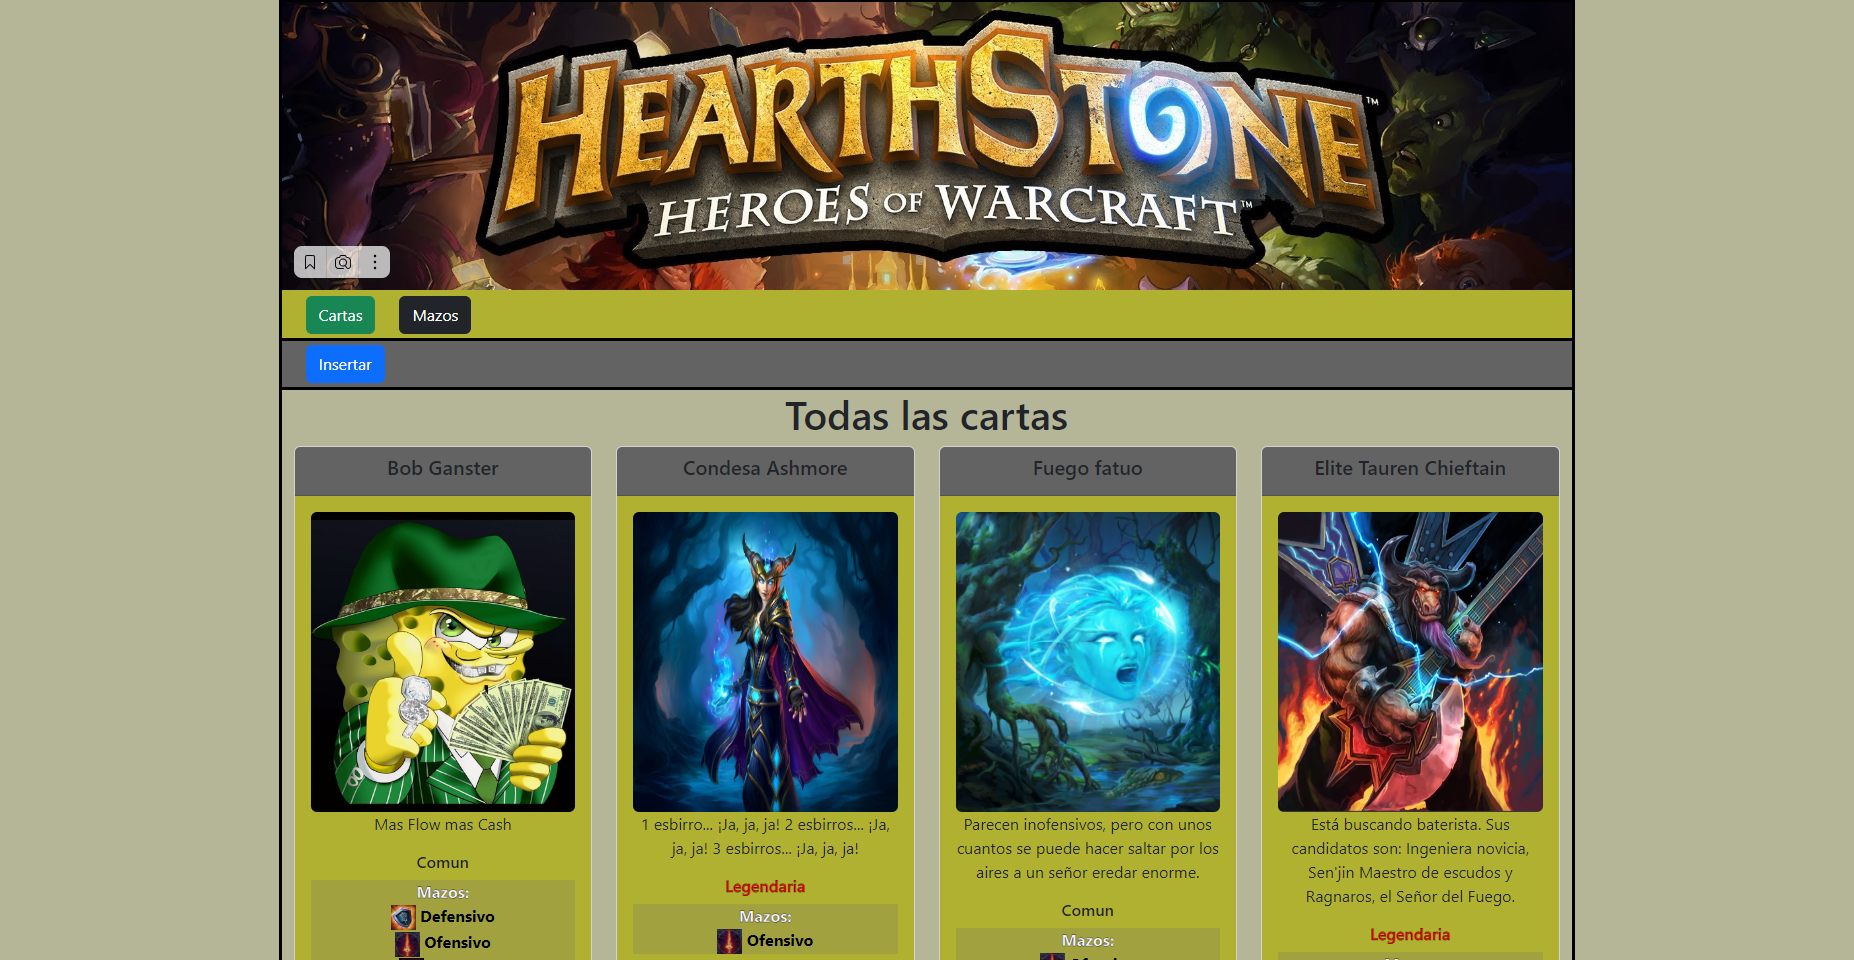 HEARTHSTONE™
HEROES OF WARCRAFT™
Cartas Mazos
Insertar
Todas las cartas
Bob Ganster
Mas Flow mas Cash
Comun
Mazos:
Defensivo
Ofensivo
Condesa Ashmore
1 esbirro... ¡Ja, ja, ja! 2 esbirros... ¡Ja,
ja, ja! 3 esbirros... ¡Ja, ja, ja!
Legendaria
Mazos:
Ofensivo
Fuego fatuo
Parecen inofensivos, pero con unos
cuantos se puede hacer saltar por los
aires a un señor eredar enorme.
Comun
Mazos:
Elite Tauren Chieftain
Está buscando baterista. Sus
candidatos son: Ingeniera novicia,
Sen'jin Maestro de escudos y
Ragnaros, el Señor del Fuego.
Legendaria